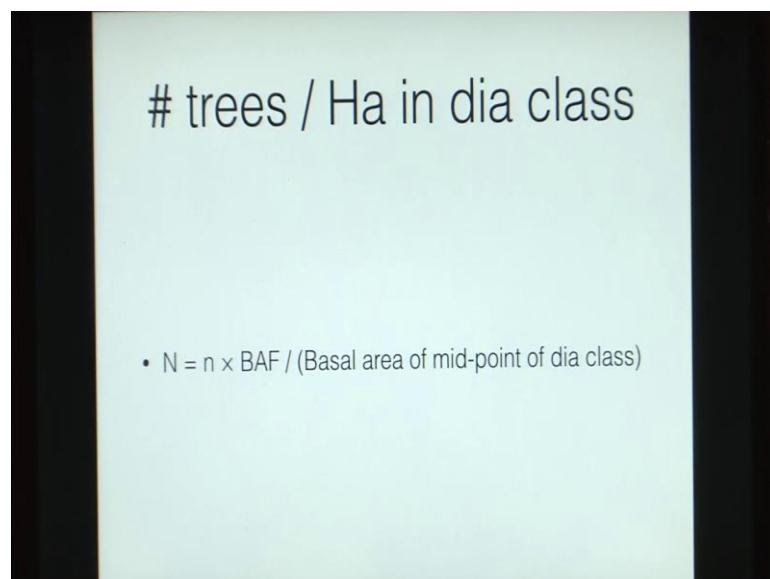 # trees / Ha in dia class
• N = n x BAF / (Basal area of mid-point of dia class)